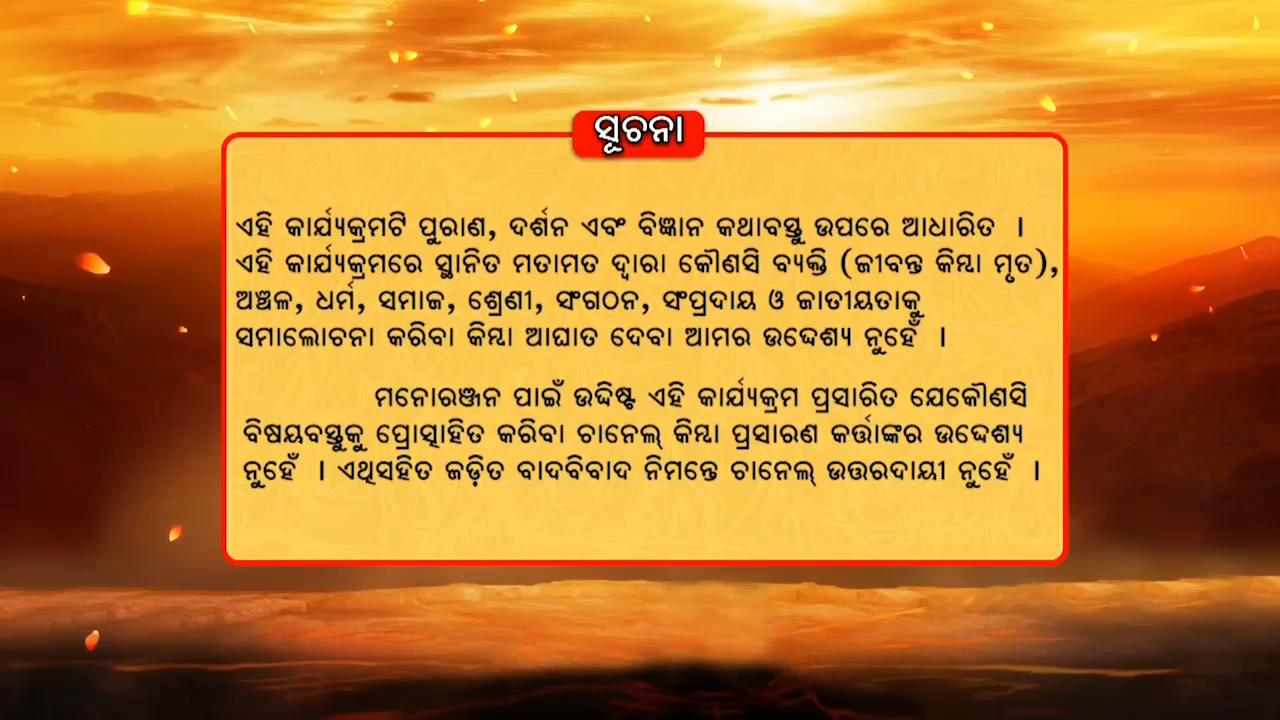 ସୂଚନା
ଏହି କାର୍ଯ୍ୟକ୍ରମଟି ପୁରାଣ, ଦର୍ଶନ ଏବଂ ବିଜ୍ଞାନ କଥାବସ୍ତୁ ଉପରେ ଆଧାରିତ ।
ଏହି କାର୍ଯ୍ୟକ୍ରମରେ ସ୍ଥାନିତ ମତାମତ ଦ୍ୱାରା କୌଣସି ବ୍ୟକ୍ତି (ଜୀବନ୍ତ କିମ୍ୱା ମୃତ),
ଅଞ୍ଚଳ, ଧର୍ମ, ସମାଜ, ଶ୍ରେଣୀ, ସଂଗଠନ, ସଂପ୍ରଦାୟ ଓ ଜାତୀୟତାକୁ
ସମାଲୋଚନା କରିବା କିମ୍ୱା ଆଘାତ ଦେବା ଆମର ଉଦ୍ଦେଶ୍ୟ ନୁହେଁ ।
ମନୋରଞ୍ଜନ ପାଇଁ ଉଦ୍ଦିଷ୍ଟ ଏହି କାର୍ଯ୍ୟକ୍ରମ ପ୍ରସାରିତ ଯେକୌଣସି
ବିଷୟବସ୍ତୁକୁ ପ୍ରୋତ୍ସାହିତ କରିବା ଚାନେଲ୍ କିମ୍ୱା ପ୍ରସାରଣ କର୍ତ୍ତାଙ୍କର ଉଦ୍ଦେଶ୍ୟ
ନୁହେଁ । ଏଥିସହିତ ଜଡ଼ିତ ବାଦବିବାଦ ନିମନ୍ତେ ଚାନେଲ୍ ଉତ୍ତରଦାୟୀ ନୁହେଁ ।